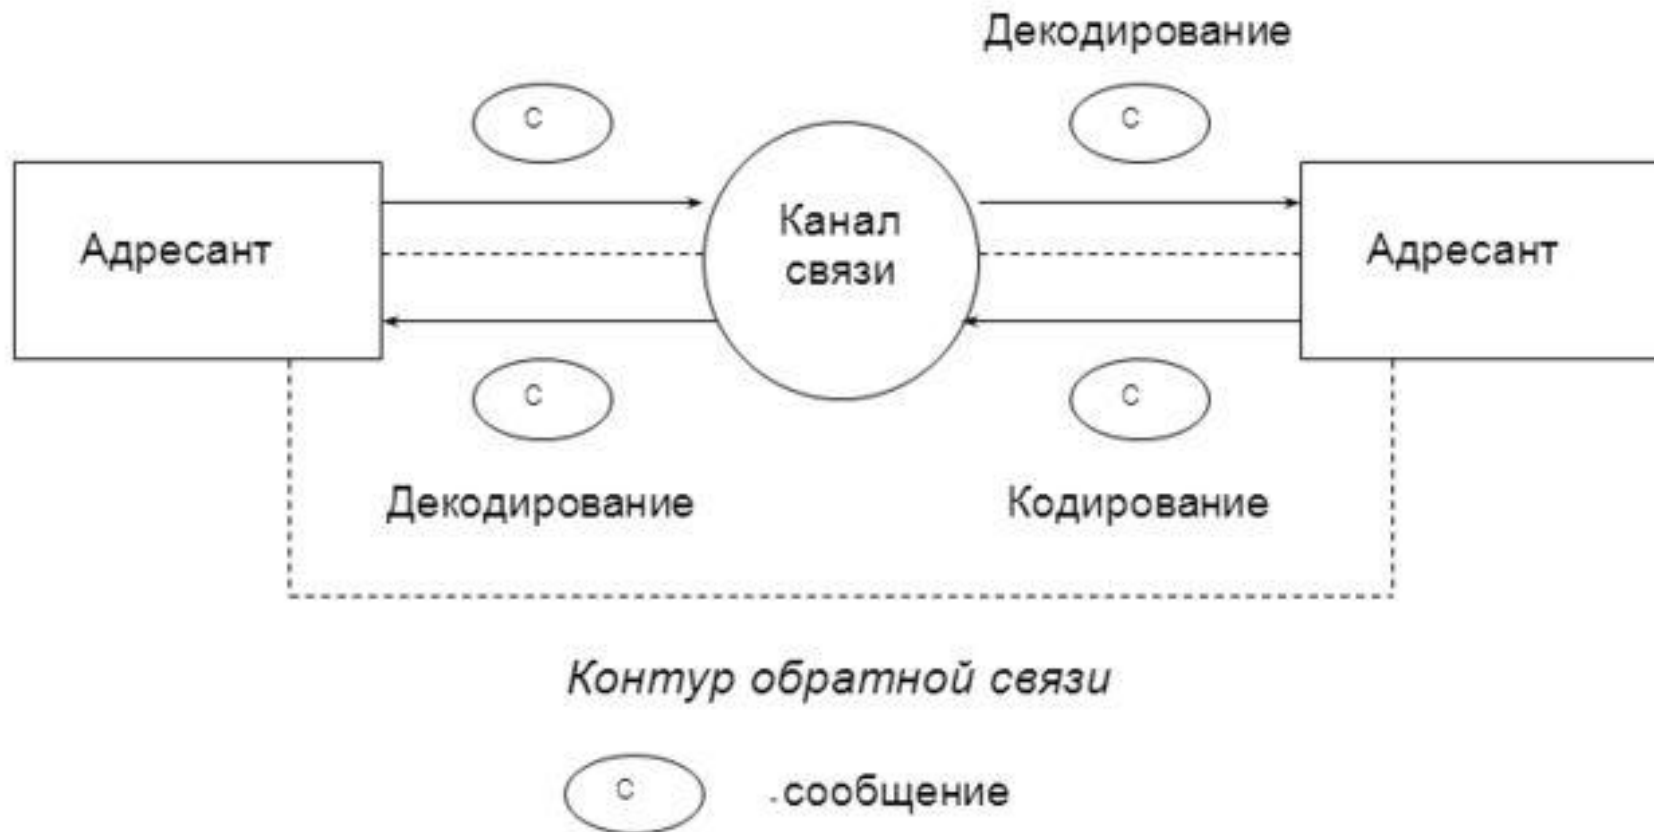 Декодирование
С
С
Адресант
Канал
связи
Адресант
С
С
Декодирование
Кодирование
Контур обратной связи
С
- сообщение